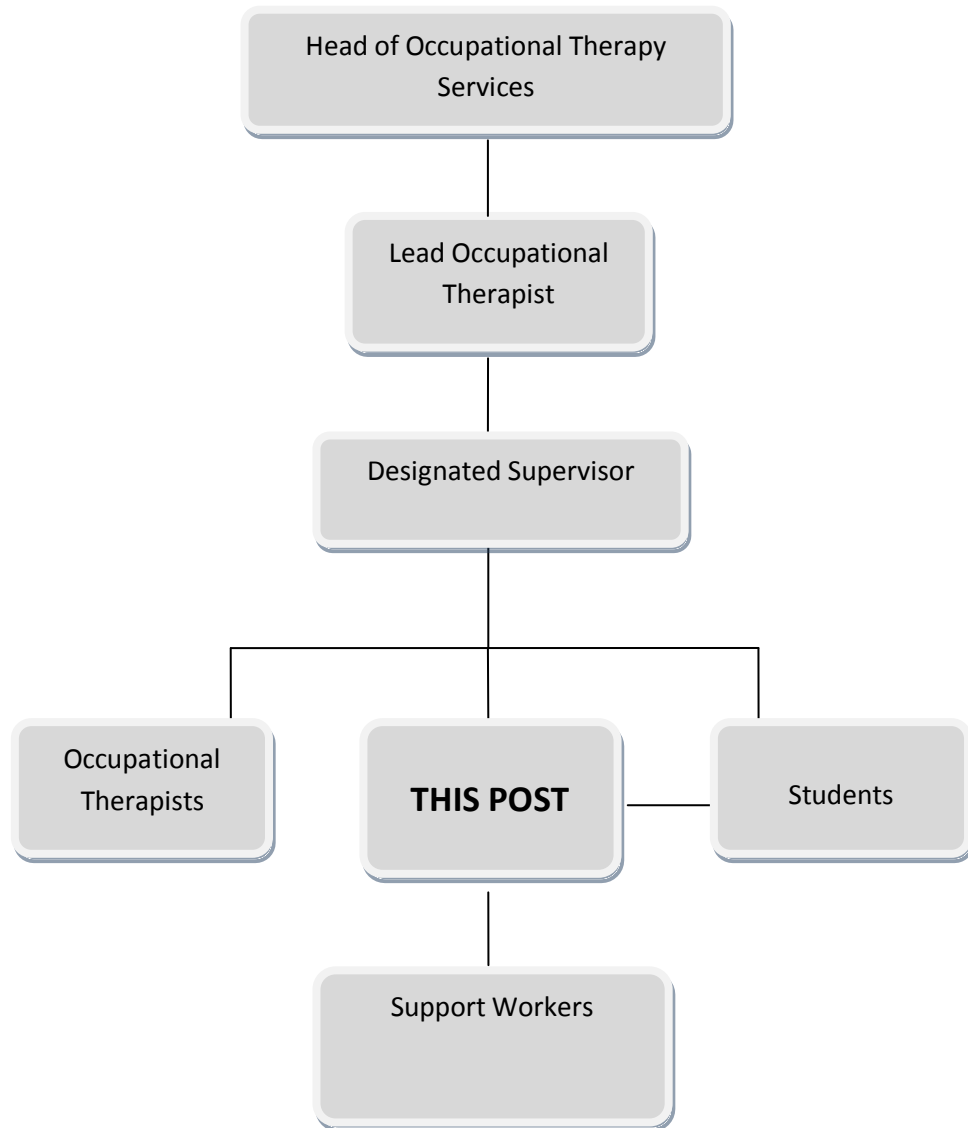 Head of Occupational Therapy
Services
Lead Occupational
Therapist
Designated Supervisor
Occupational
Therapists
THIS POST
Students
Support Workers